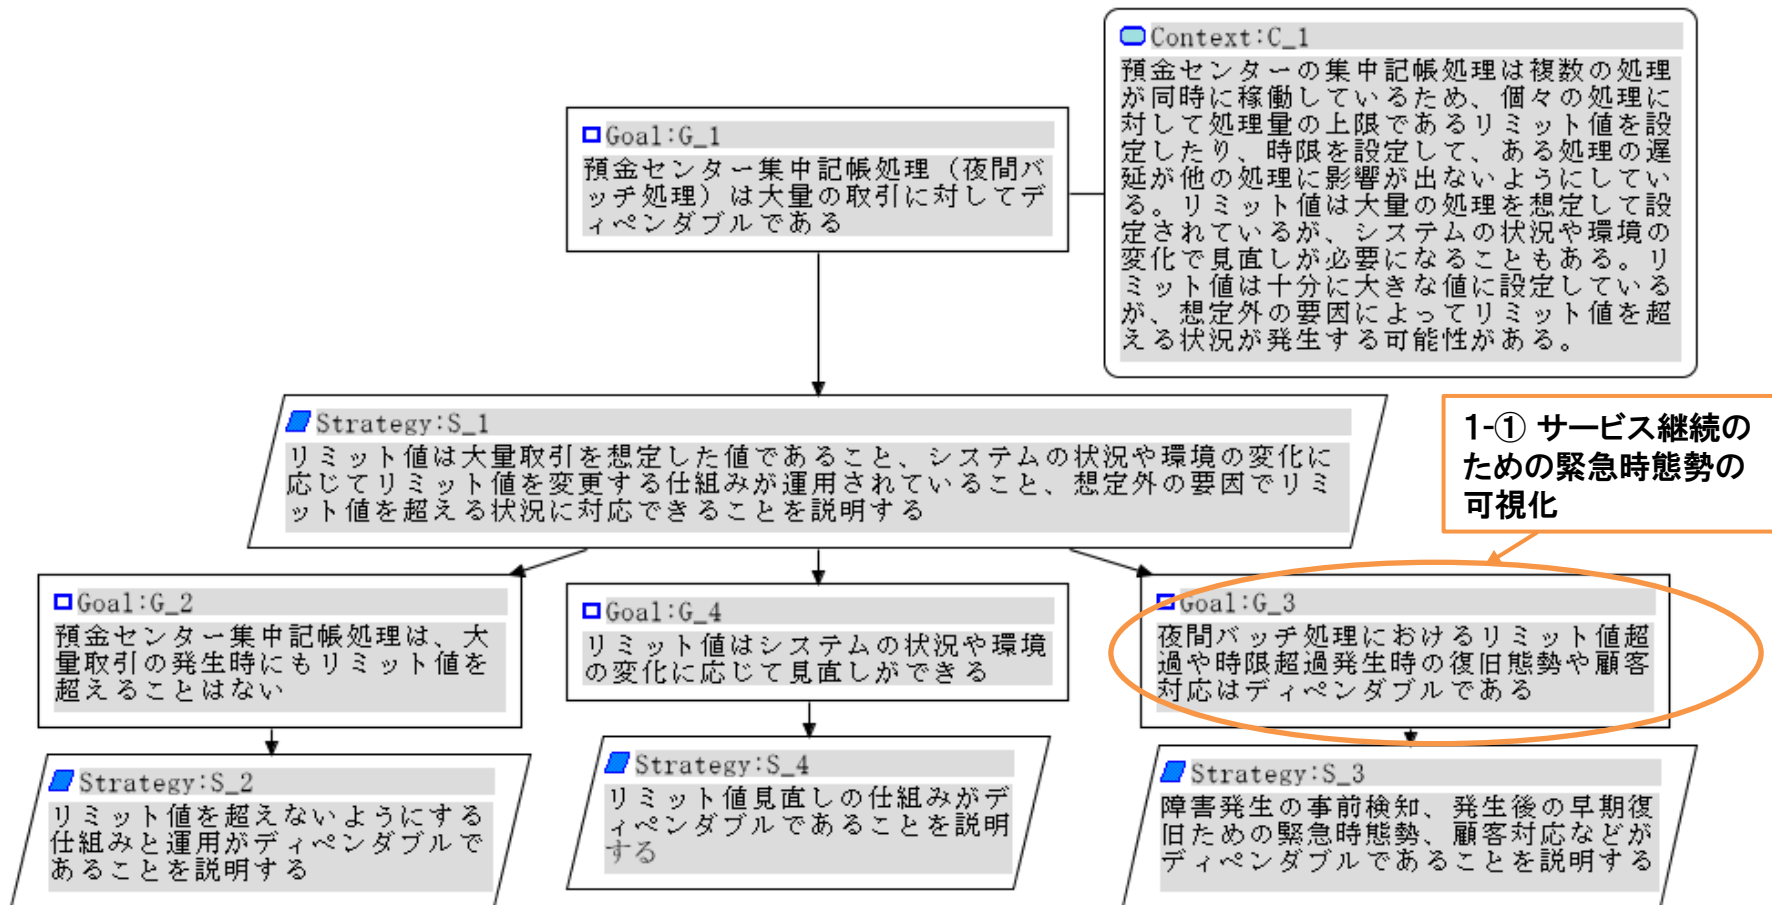 Context:C_1
預金センターの集中記帳処理は複数の処理
が同時に稼働しているため、個々の処理に
対して処理量の上限であるリミット値を設
定したり、時限を設定して、ある処理の遅
延が他の処理に影響が出ないようにしてい
る。リミット値は大量の処理を想定して設
定されているが、システムの状況や環境の
変化で見直しが必要になることもある。リ
ミット値は十分に大きな値に設定している
が、想定外の要因によってリミット値を超
える状況が発生する可能性がある。
Goal:G_1
預金センター集中記帳処理（夜間バ
ッチ処理）は大量の取引に対してデ
ィペンダブルである
Strategy:S_1
リミット値は大量取引を想定した値であること、システムの状況や環境の変化に
応じてリミット値を変更する仕組みが運用されていること、想定外の要因でリミ
ット値を超える状況に対応できることを説明する
1-① サービス継続の
ための緊急時態勢の
可視化
Goal:G_2
預金センター集中記帳処理は、大
量取引の発生時にもリミット値を
超えることはない
Goal:G_4
リミット値はシステムの状況や環境
の変化に応じて見直しができる
Goal:G_3
夜間バッチ処理におけるリミット値超
過や時限超過発生時の復旧態勢や顧客
対応はディペンダブルである
Strategy:S_2
リミット値を超えないようにする
仕組みと運用がディペンダブルで
あることを説明する
Strategy:S_4
リミット値見直しの仕組みがデ
ィペンダブルであることを説明
する
Strategy:S_3
障害発生の事前検知、発生後の早期復
旧ための緊急時態勢、顧客対応などが
ディペンダブルであることを説明する